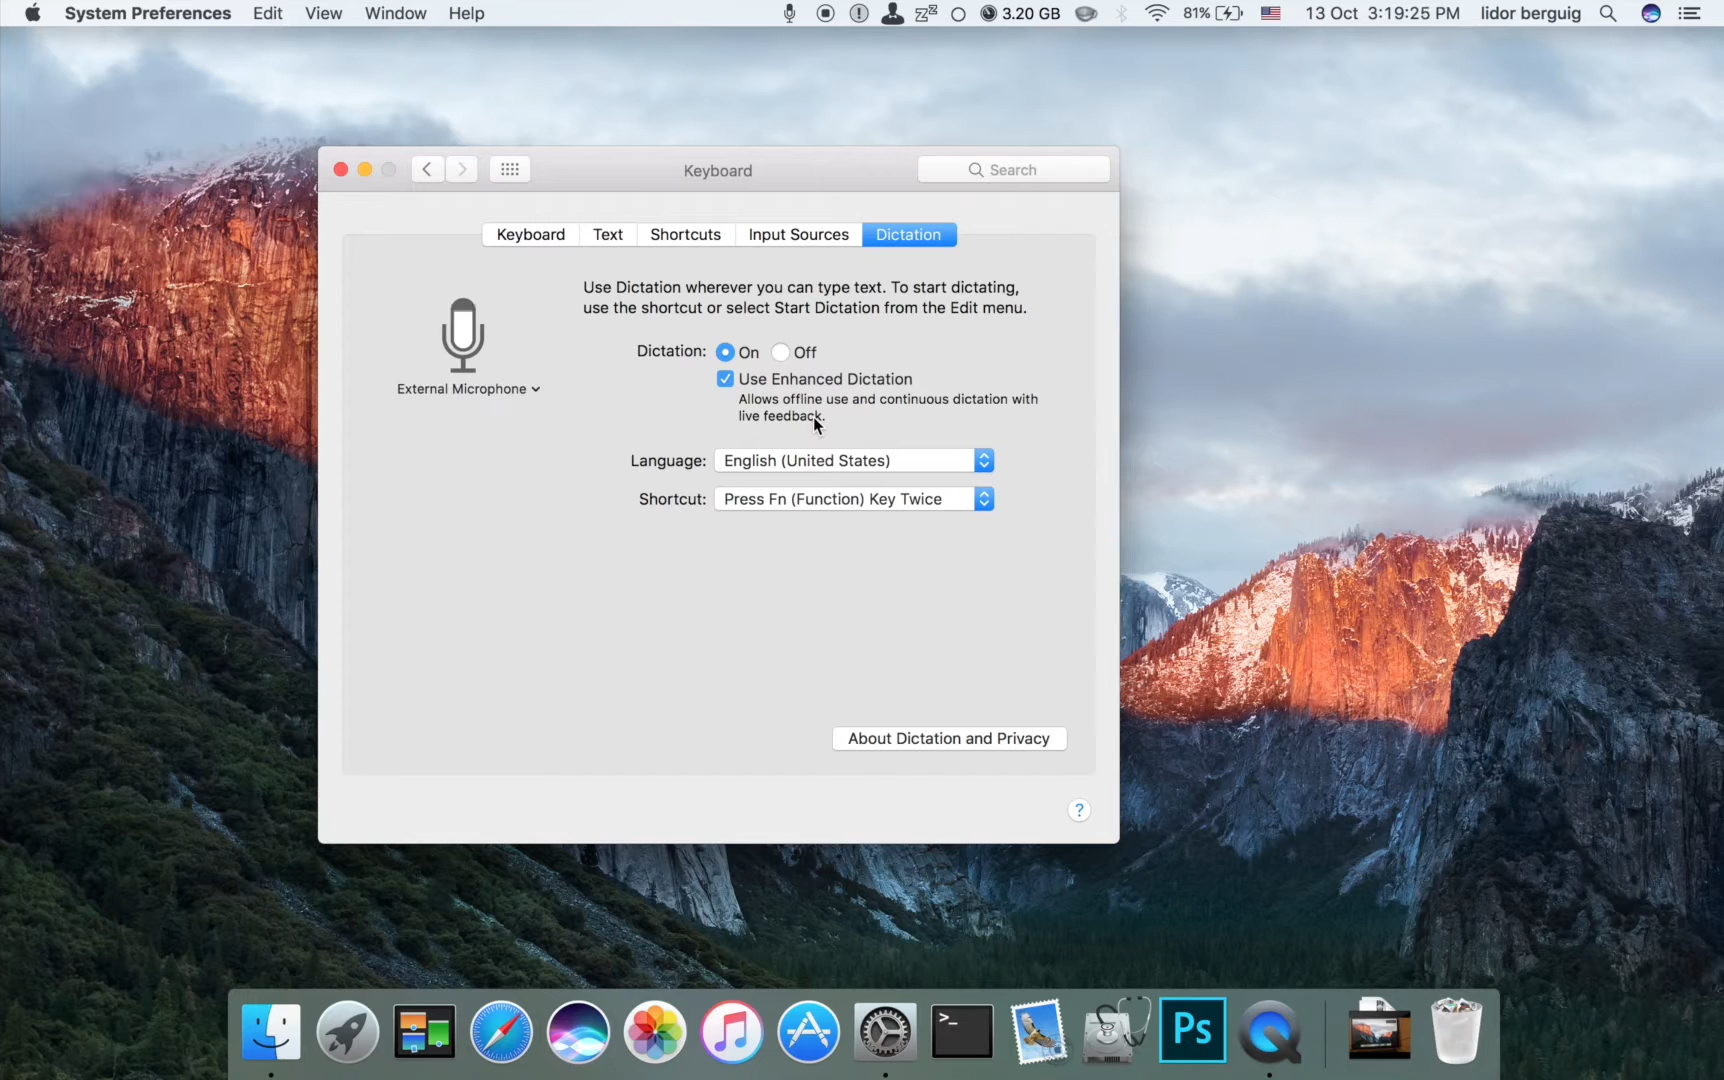 System Preferences Edit View Window Help 3.20 GB 81% 13 Oct 3:19:25 PM lidor berguig
Keyboard
Search
Keyboard Text Shortcuts Input Sources Dictation
Use Dictation wherever you can type text. To start dictating,
use the shortcut or select Start Dictation from the Edit menu.
External Microphone
Dictation: On Off
Use Enhanced Dictation
Allows offline use and continuous dictation with
live feedback.
Language: English (United States)
Shortcut: Press Fn (Function) Key Twice
About Dictation and Privacy
?
>_
Ps